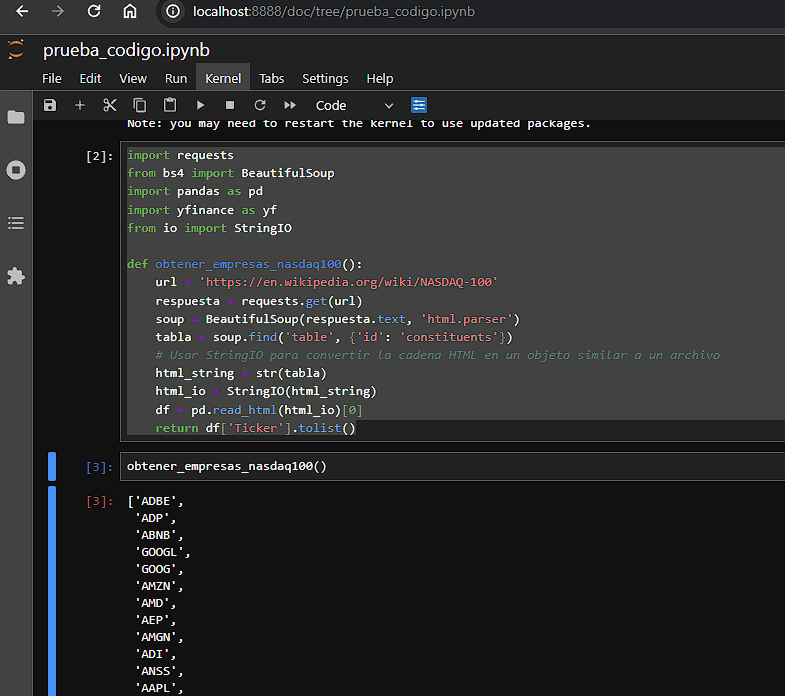 localhost:8888/doc/tree/prueba_codigo.ipynb
prueba_codigo.ipynb
File Edit View Run Kernel Tabs Settings Help
Code
Note: you may need to restart the kernel to use updated packages.
[2]: import requests
from bs4 import BeautifulSoup
import pandas as pd
import yfinance as yf
from io import StringIO
def obtener_empresas_nasdaq100():
    url = 'https://en.wikipedia.org/wiki/NASDAQ-100'
    respuesta = requests.get(url)
    soup = BeautifulSoup(respuesta.text, 'html.parser')
    tabla = soup.find('table', {'id': 'constituents'})
    # Usar StringIO para convertir la cadena HTML en un objeto similar a un archivo
    html_string = str(tabla)
    html_io = StringIO(html_string)
    df = pd.read_html(html_io)[0]
    return df['Ticker'].tolist()
[3]: obtener_empresas_nasdaq100()
[3]: ['ADBE',
'ADP',
'ABNB',
'GOOGL',
'GOOG',
'AMZN',
'AMD',
'AEP',
'AMGN',
'ADI',
'ANSS',
'AAPL',